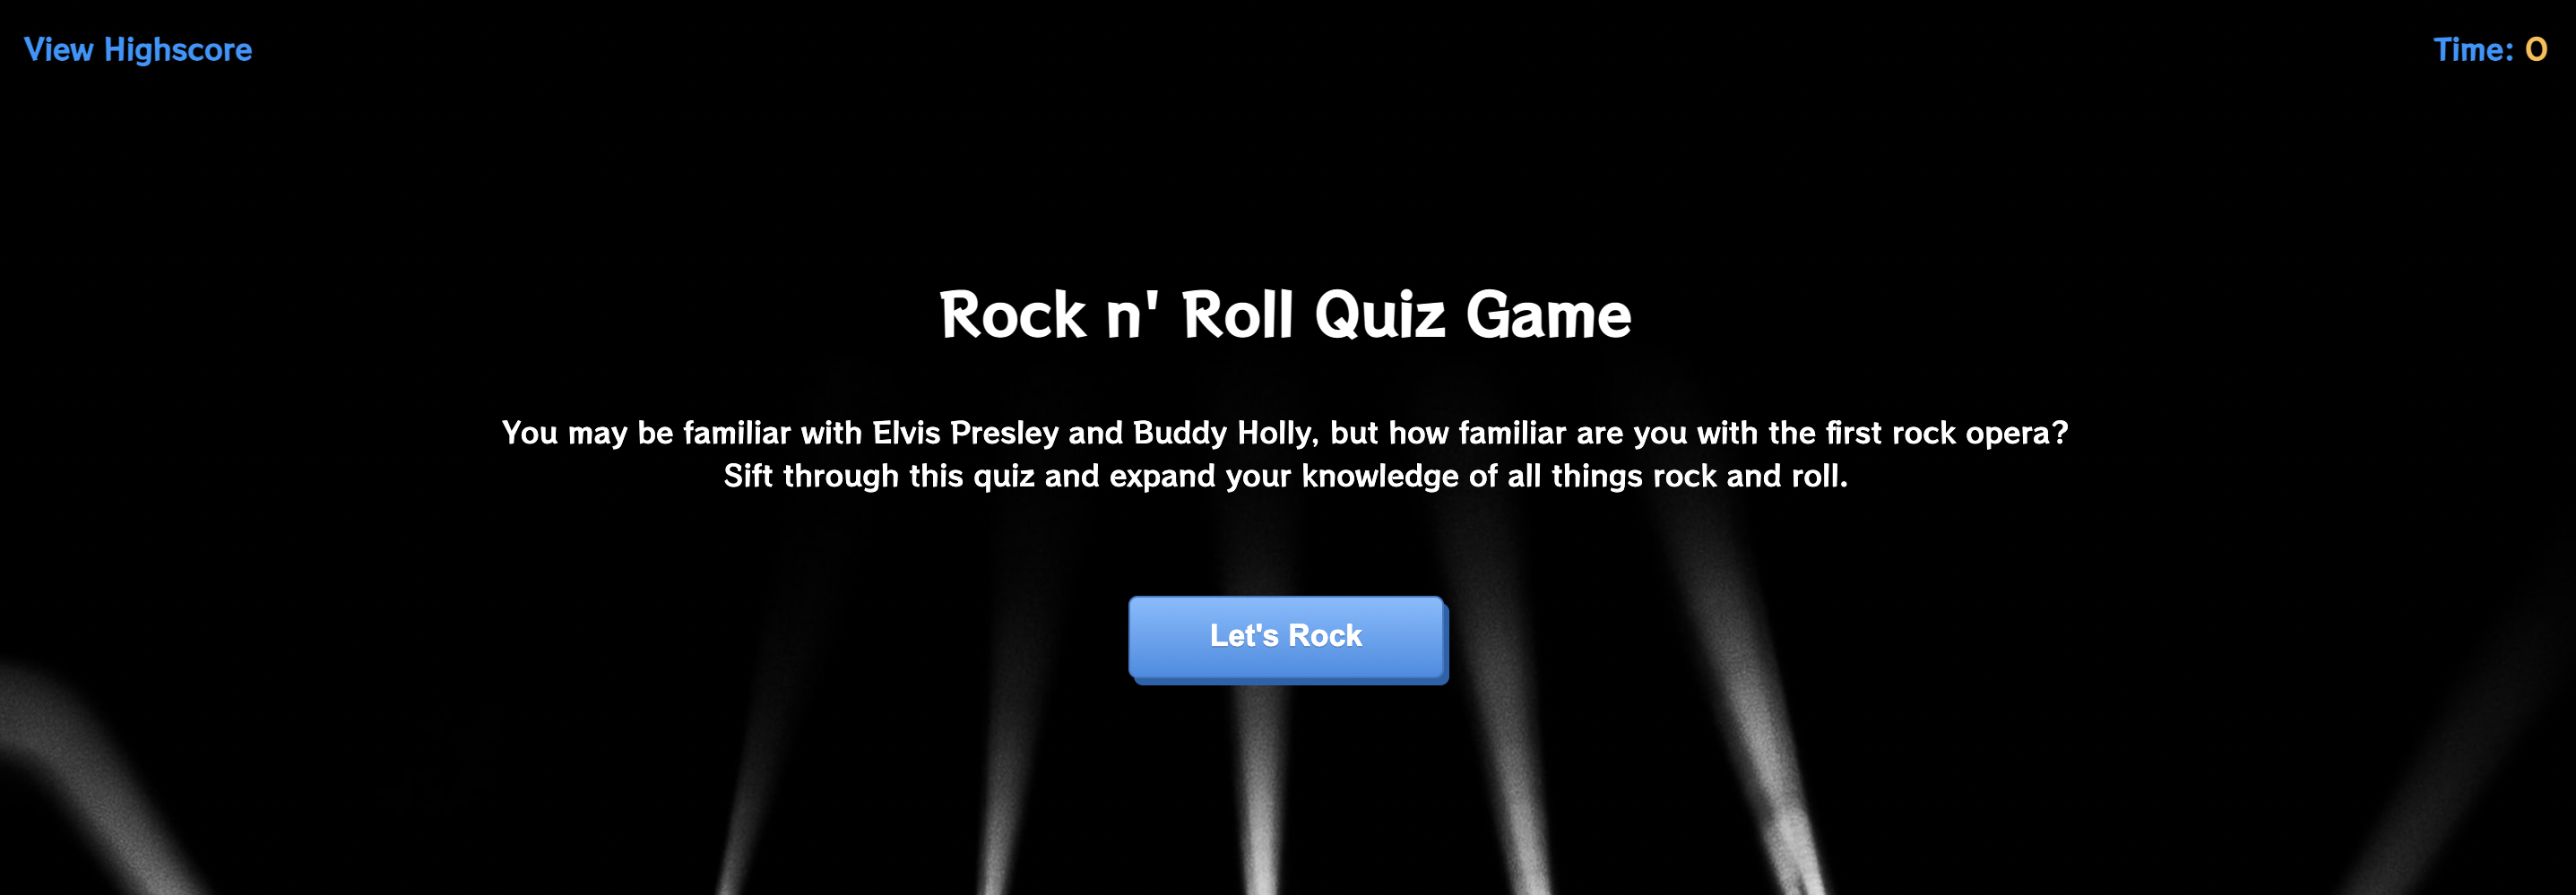 View Highscore
Time: 0
Rock n' Roll Quiz Game
You may be familiar with Elvis Presley and Buddy Holly, but how familiar are you with the first rock opera?
Sift through this quiz and expand your knowledge of all things rock and roll.
Let's Rock